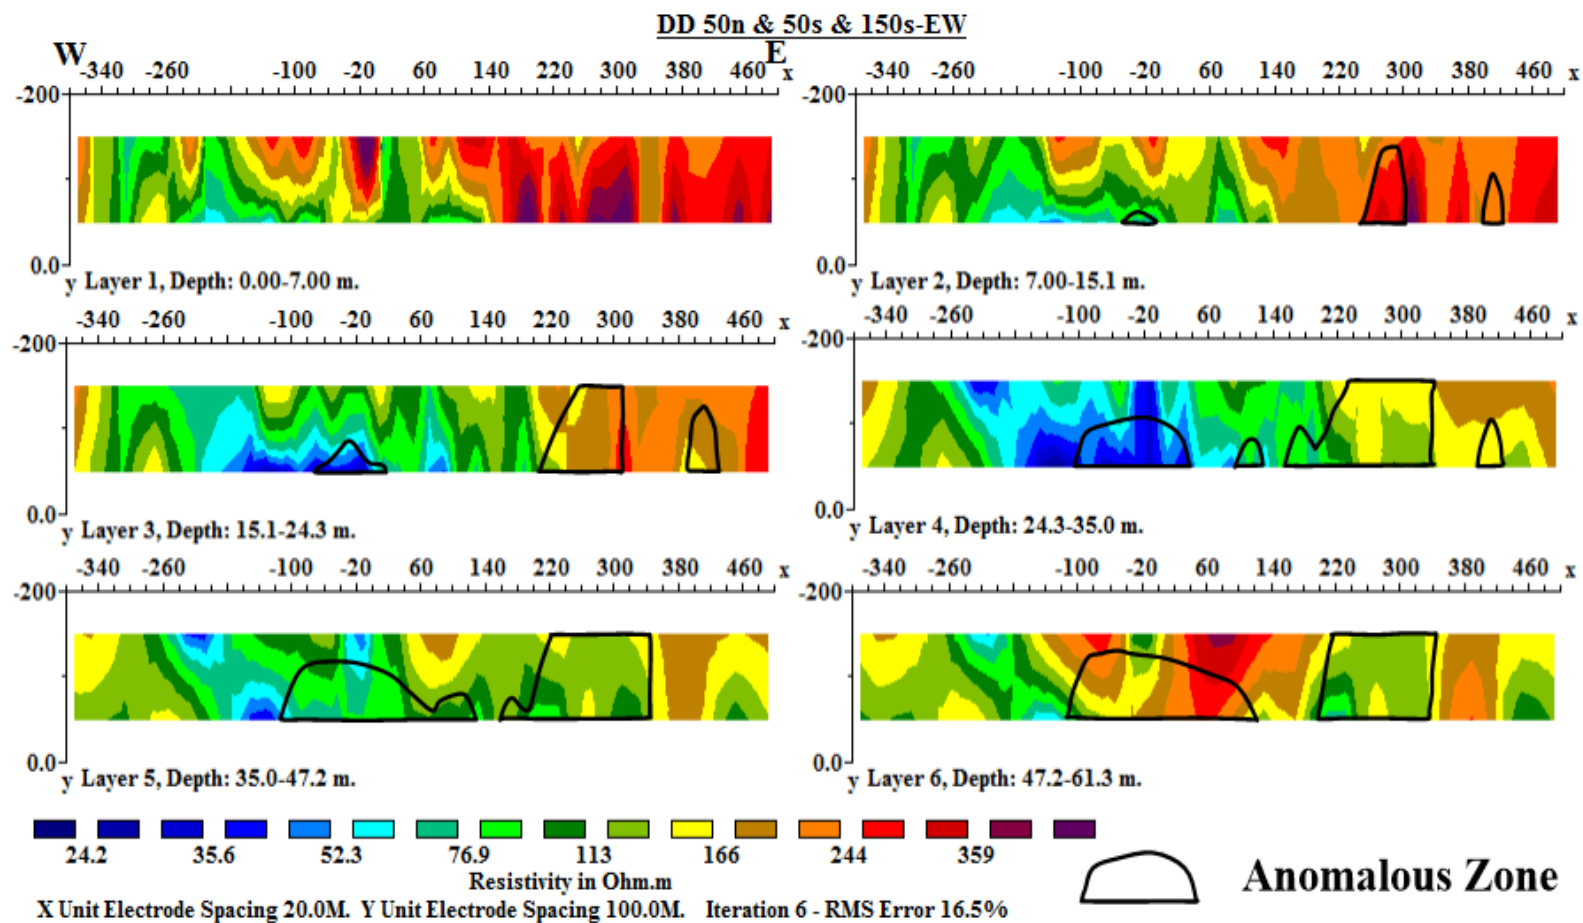 DD 50n & 50s & 150s-EW
W E
-340 -260 -100 -20 60 140 220 300 380 460 x
-200
0.0
y Layer 1, Depth: 0.00-7.00 m.
-340 -260 -100 -20 60 140 220 300 380 460 x
-200
0.0
y Layer 2, Depth: 7.00-15.1 m.
-340 -260 -100 -20 60 140 220 300 380 460 x
-200
0.0
y Layer 3, Depth: 15.1-24.3 m.
-340 -260 -100 -20 60 140 220 300 380 460 x
-200
0.0
y Layer 4, Depth: 24.3-35.0 m.
-340 -260 -100 -20 60 140 220 300 380 460 x
-200
0.0
y Layer 5, Depth: 35.0-47.2 m.
-340 -260 -100 -20 60 140 220 300 380 460 x
-200
0.0
y Layer 6, Depth: 47.2-61.3 m.
24.2 35.6 52.3 76.9 113 166 244 359
Resistivity in Ohm.m
Anomalous Zone
X Unit Electrode Spacing 20.0M. Y Unit Electrode Spacing 100.0M. Iteration 6 - RMS Error 16.5%